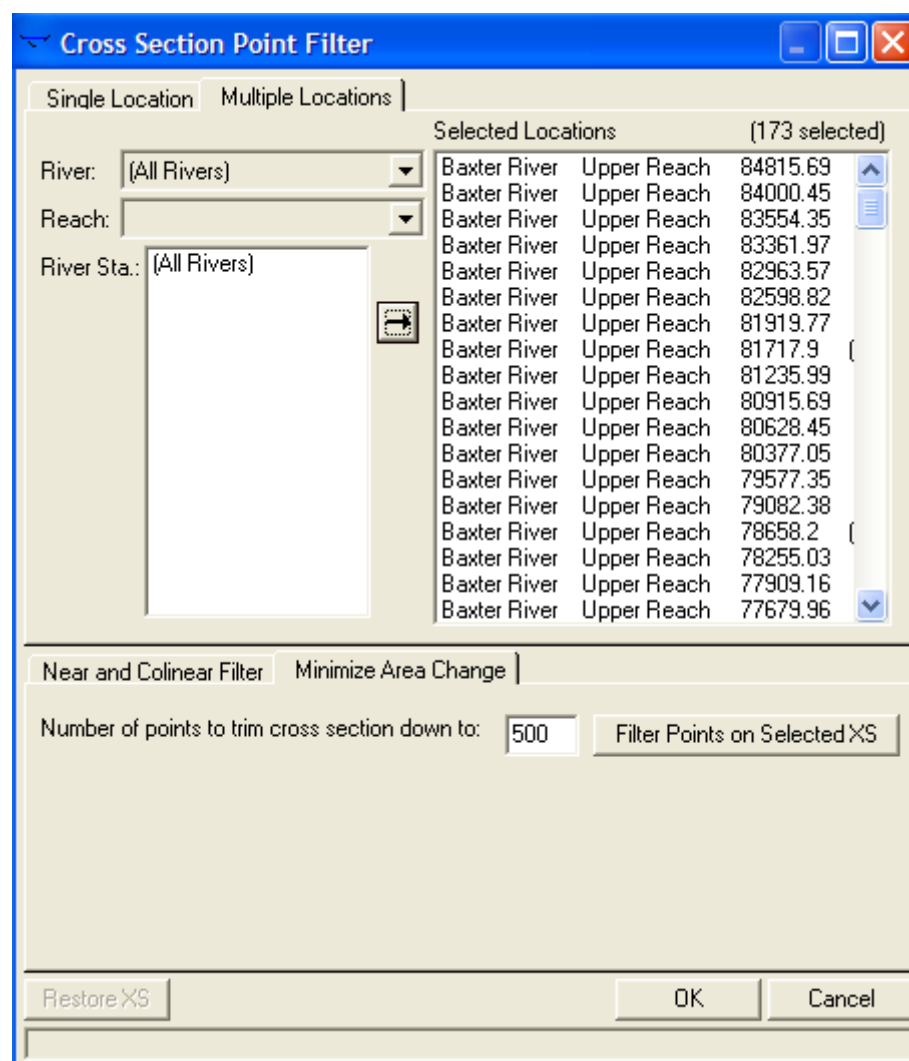 Cross Section Point Filter
Single Location Multiple Locations
Selected Locations (173 selected)
River: (All Rivers)
Reach:
River Sta.: (All Rivers)
Baxter River Upper Reach 84815.69
Baxter River Upper Reach 84000.45
Baxter River Upper Reach 83554.35
Baxter River Upper Reach 83361.97
Baxter River Upper Reach 82963.57
Baxter River Upper Reach 82598.82
Baxter River Upper Reach 81919.77
Baxter River Upper Reach 81717.9 (
Baxter River Upper Reach 81235.99
Baxter River Upper Reach 80915.69
Baxter River Upper Reach 80628.45
Baxter River Upper Reach 80377.05
Baxter River Upper Reach 79577.35
Baxter River Upper Reach 79082.38
Baxter River Upper Reach 78658.2 (
Baxter River Upper Reach 78255.03
Baxter River Upper Reach 77909.16
Baxter River Upper Reach 77679.96
Near and Colinear Filter Minimize Area Change
Number of points to trim cross section down to: 500 Filter Points on Selected XS
Restore XS OK Cancel